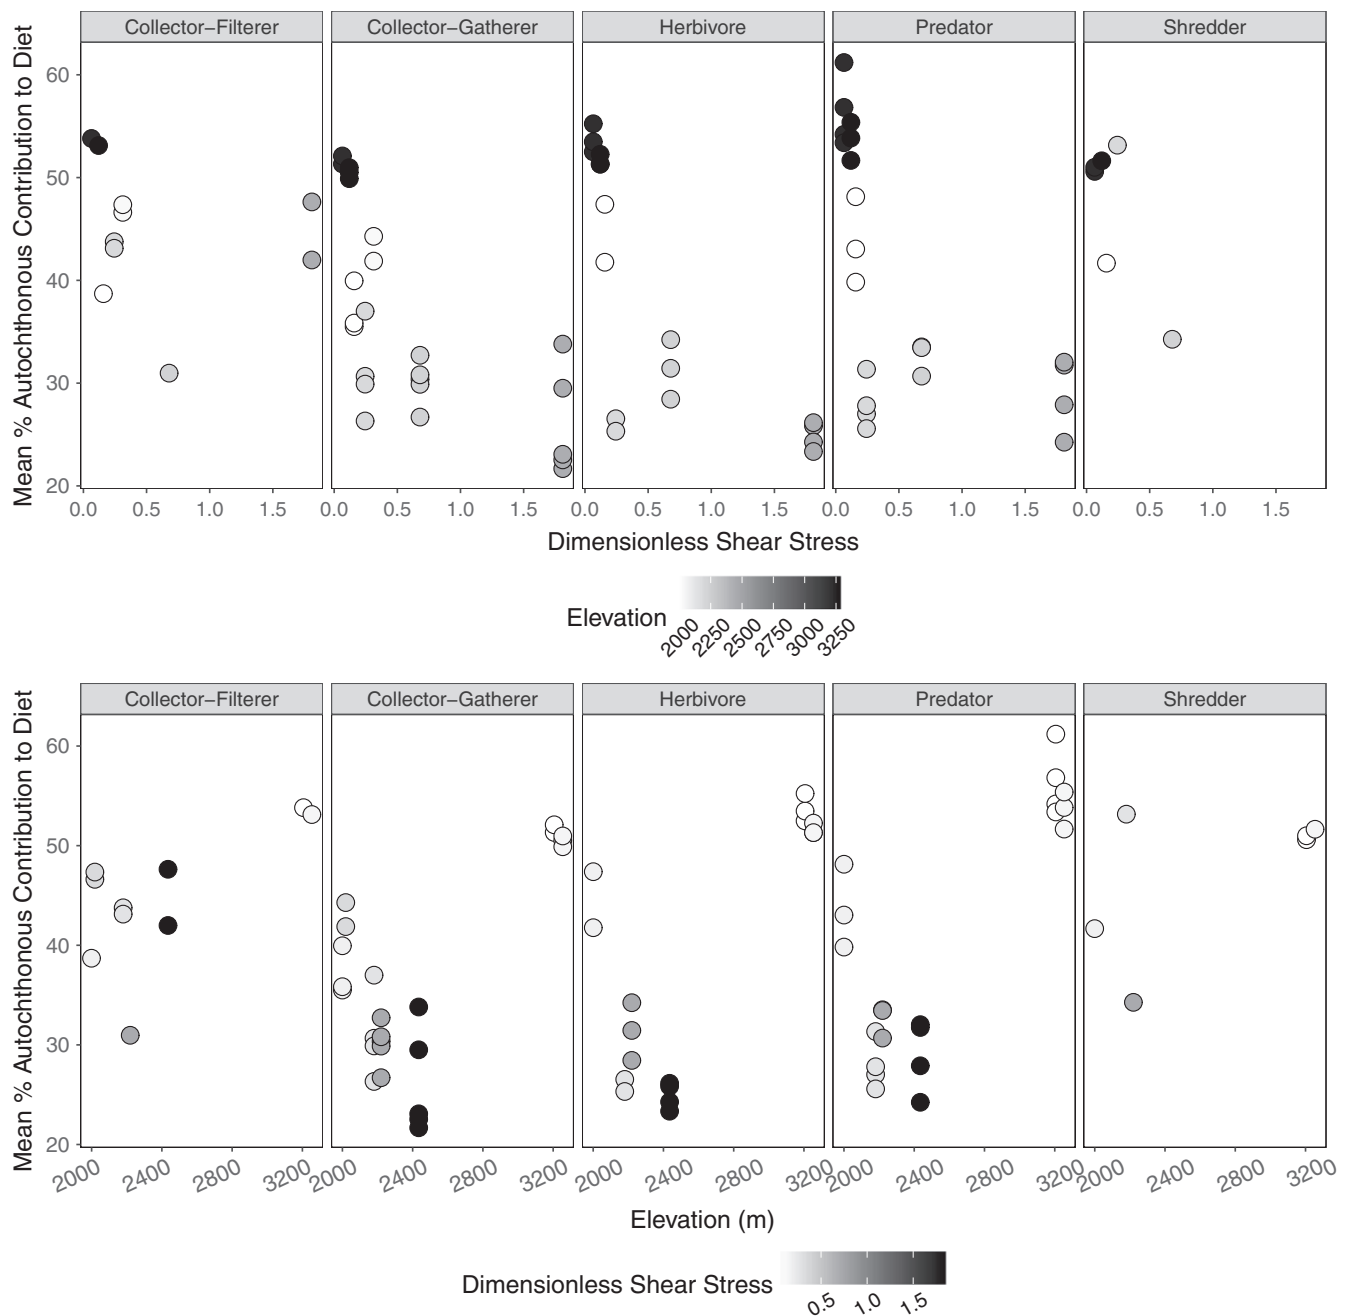 Collector–Filterer Collector–Gatherer Herbivore Predator Shredder
Mean % Autochthonous Contribution to Diet
60
50
40
30
20
0.0 0.5 1.0 1.5 0.0 0.5 1.0 1.5 0.0 0.5 1.0 1.5 0.0 0.5 1.0 1.5 0.0 0.5 1.0 1.5
Dimensionless Shear Stress
Elevation
2000 2250 2500 2750 3000 3250
Collector–Filterer Collector–Gatherer Herbivore Predator Shredder
Mean % Autochthonous Contribution to Diet
60
50
40
30
20
2000 2400 2800 3200 2000 2400 2800 3200 2000 2400 2800 3200 2000 2400 2800 3200 2000 2400 2800 3200
Elevation (m)
Dimensionless Shear Stress
0.5 1.0 1.5